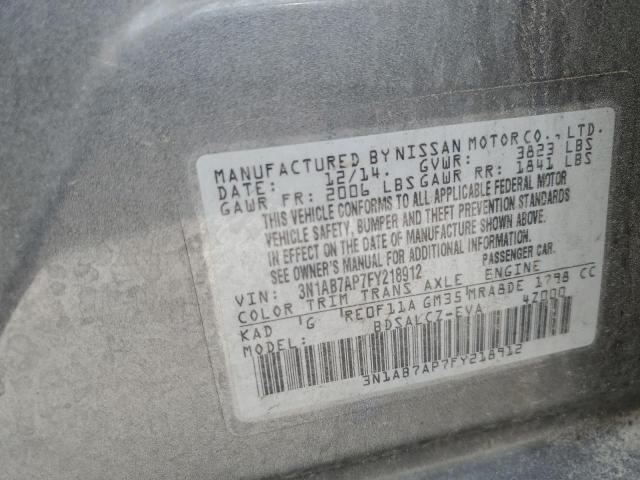 MANUFACTURED BY NISSAN MOTOR CO., LTD.
DATE: 12/14. GVWR: 3823 LBS
GAWR FR: 2006 LBS GAWR RR: 1841 LBS
THIS VEHICLE CONFORMS TO ALL APPLICABLE FEDERAL MOTOR
VEHICLE SAFETY, BUMPER AND THEFT PREVENTION STANDARDS
IN EFFECT ON THE DATE OF MANUFACTURE SHOWN ABOVE.
SEE OWNER'S MANUAL FOR ADDITIONAL INFORMATION.
VIN: 3N1AB7AP7FY218912 PASSENGER CAR.
COLOR TRIM TRANS AXLE ENGINE
KAD G RE0F11A GM35 MRA8DE 1798 CC
MODEL: BDSALCZ-EVA 47000
3N1AB7AP7FY218912